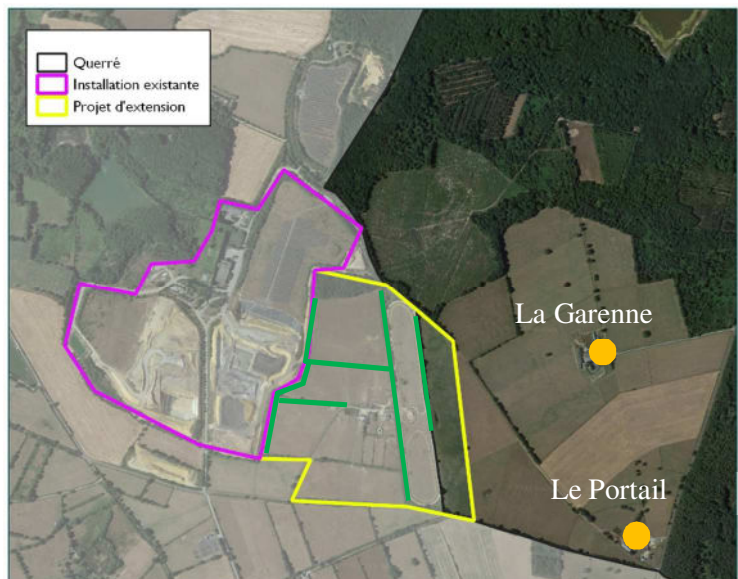 Querré
Installation existante
Projet d'extension
La Garenne
Le Portail